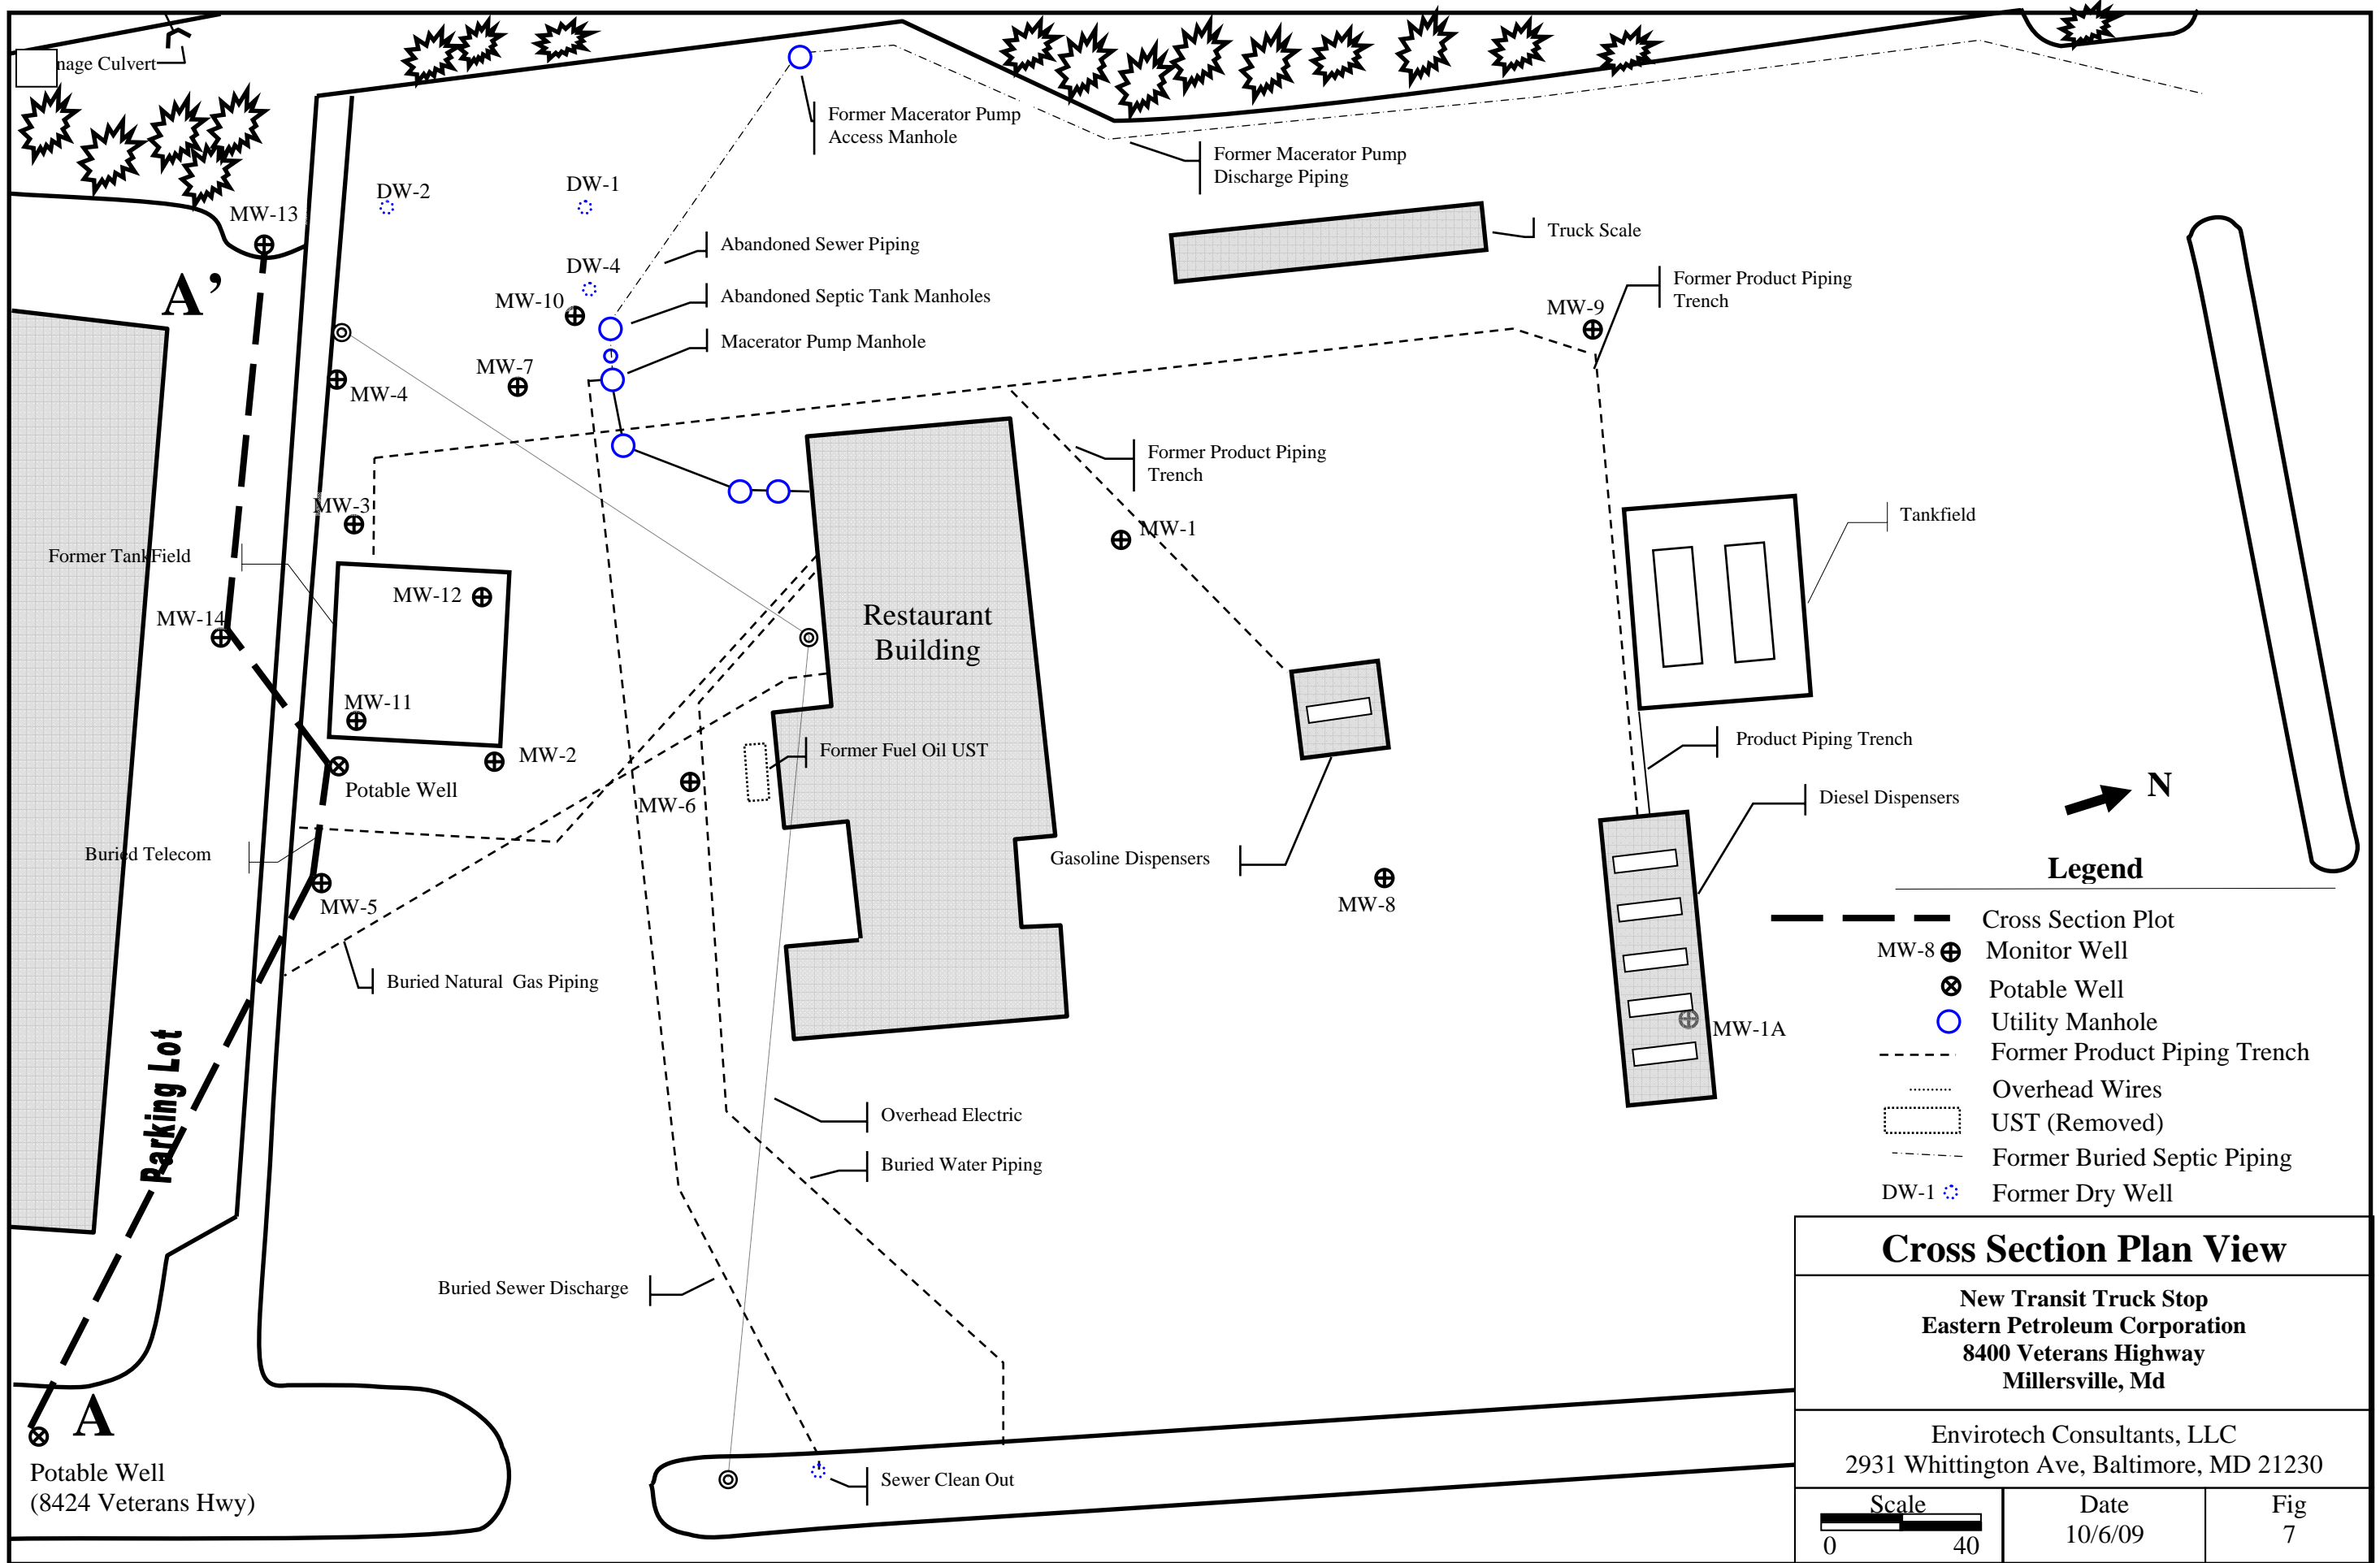 nage Culvert
Former Macerator Pump
Access Manhole
Former Macerator Pump
Discharge Piping
DW-2
DW-1
MW-13
Abandoned Sewer Piping
Truck Scale
A’
DW-4
MW-10
Abandoned Septic Tank Manholes
Former Product Piping
Trench
MW-9
Macerator Pump Manhole
MW-7
MW-4
Former Product Piping
Trench
MW-3
MW-1
Tankfield
Former TankField
MW-12
MW-14
Restaurant
Building
MW-11
MW-2
Former Fuel Oil UST
Product Piping Trench
Potable Well
MW-6
Diesel Dispensers
N
Buried Telecom
Gasoline Dispensers
MW-5
MW-8
Buried Natural Gas Piping
MW-1A
Parking Lot
Overhead Electric
Buried Water Piping
Buried Sewer Discharge
Sewer Clean Out
A
Potable Well
(8424 Veterans Hwy)
Legend
Cross Section Plot
MW-8 Monitor Well
Potable Well
Utility Manhole
Former Product Piping Trench
Overhead Wires
UST (Removed)
Former Buried Septic Piping
DW-1 Former Dry Well
Cross Section Plan View
New Transit Truck Stop
Eastern Petroleum Corporation
8400 Veterans Highway
Millersville, Md
Envirotech Consultants, LLC
2931 Whittington Ave, Baltimore, MD 21230
Scale
0 40
Date
10/6/09
Fig
7